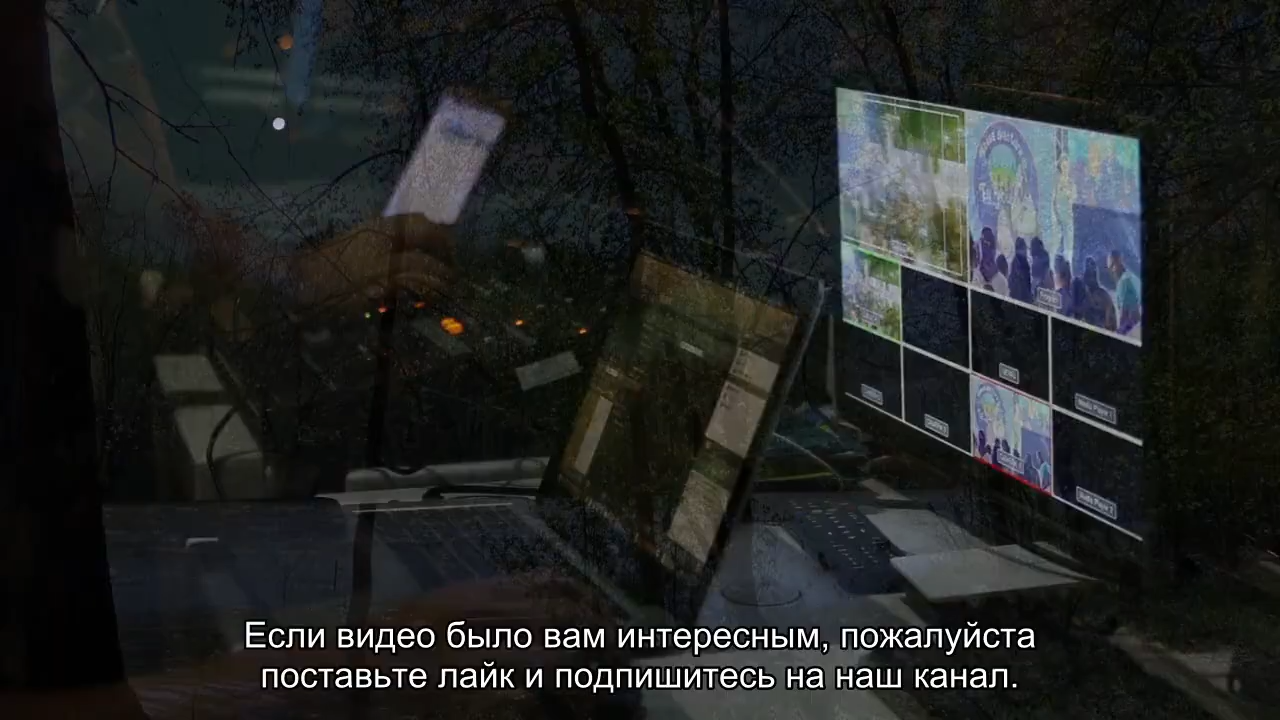 Если видео было вам интересным, пожалуйста
поставьте лайк и подпишитесь на наш канал.